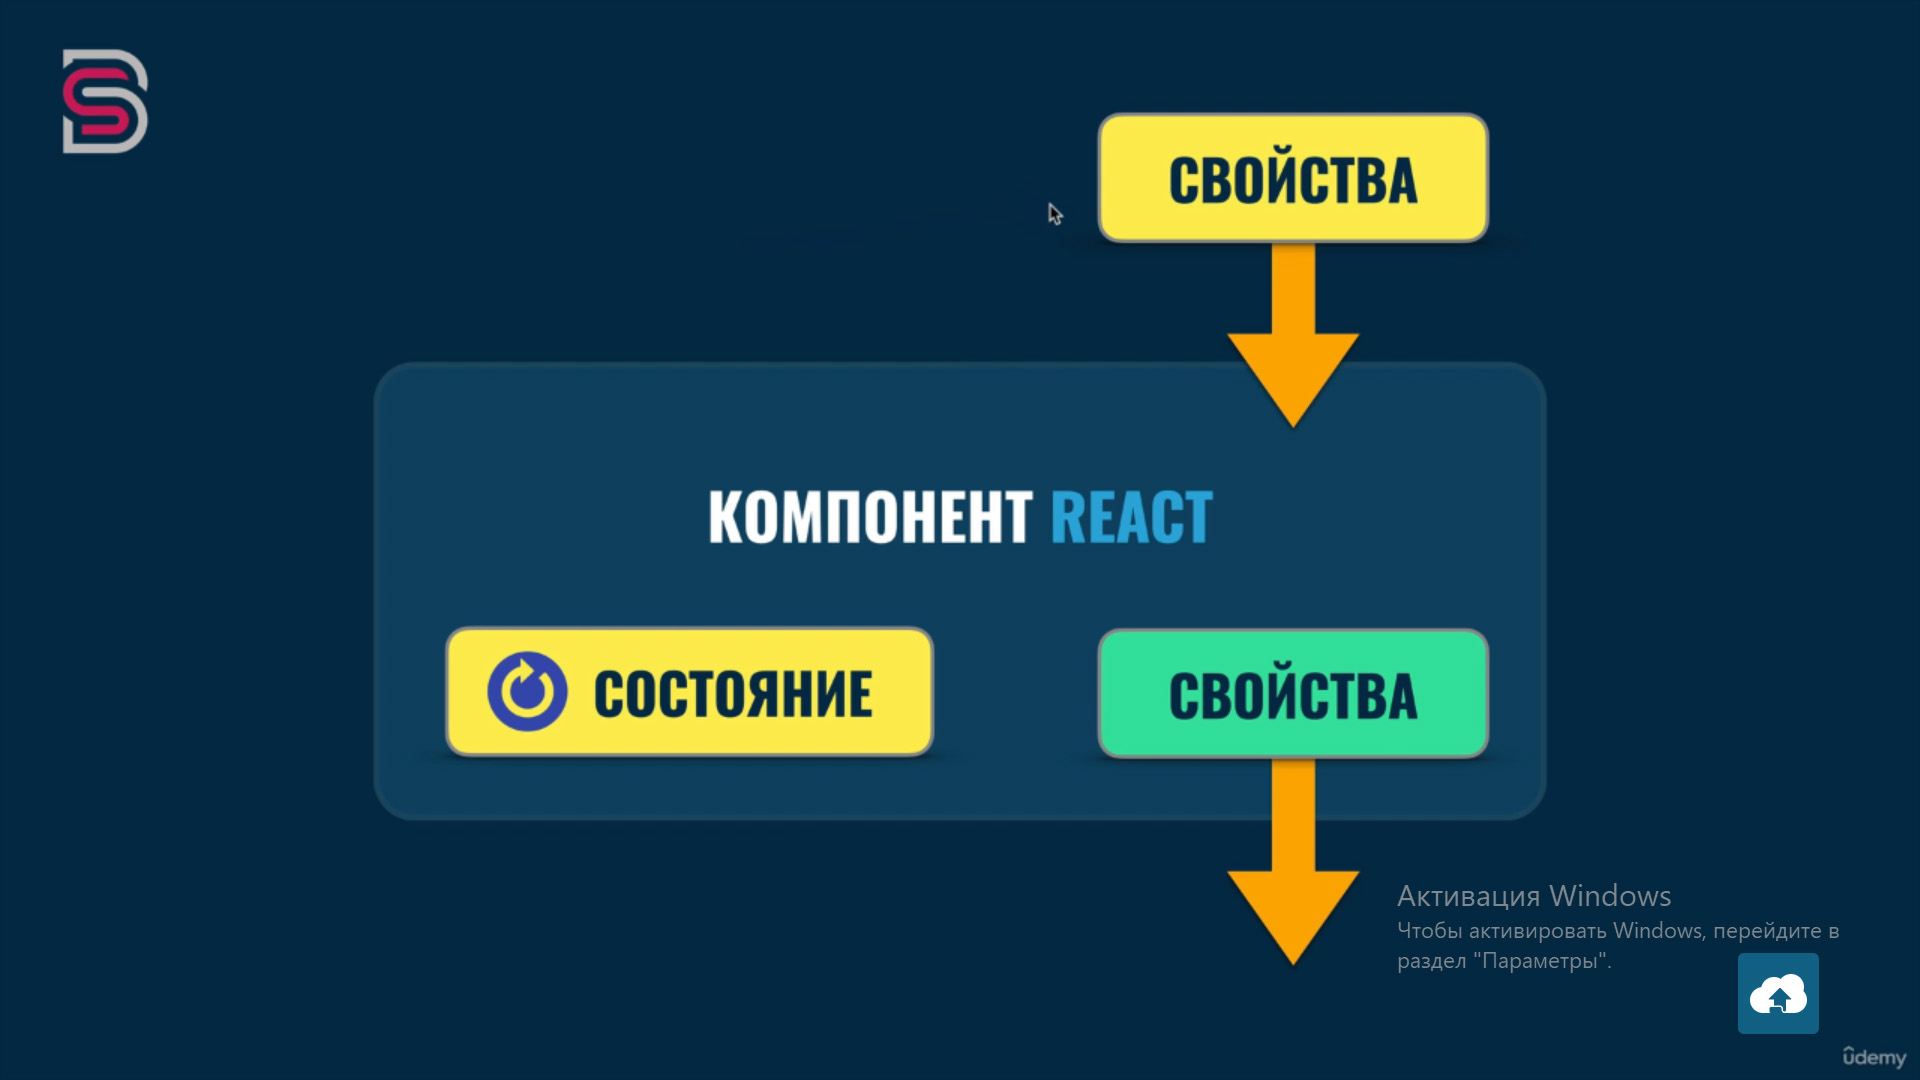 СВОЙСТВА
КОМПОНЕНТ REACT
СОСТОЯНИЕ
СВОЙСТВА
Активация Windows
Чтобы активировать Windows, перейдите в
раздел "Параметры".
ûdemy